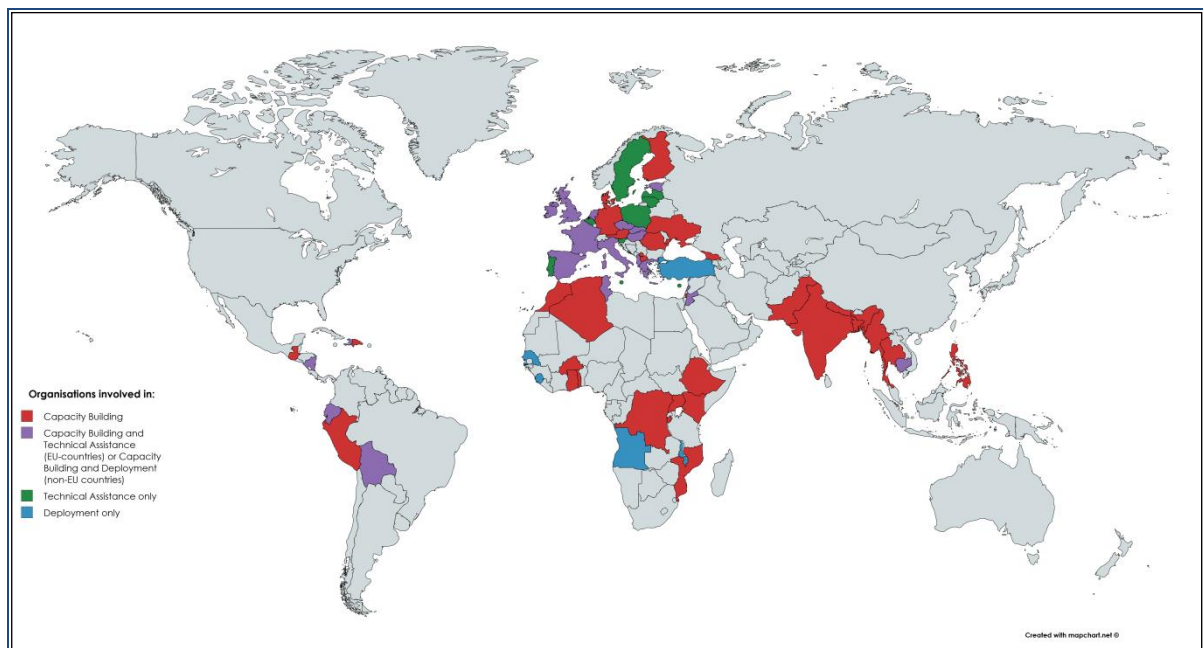 Organisations involved in:
Capacity Building
Capacity Building and
Technical Assistance
(EU-countries) or Capacity
Building and Deployment
(non-EU countries)
Technical Assistance only
Deployment only
Created with mapchart.net ©